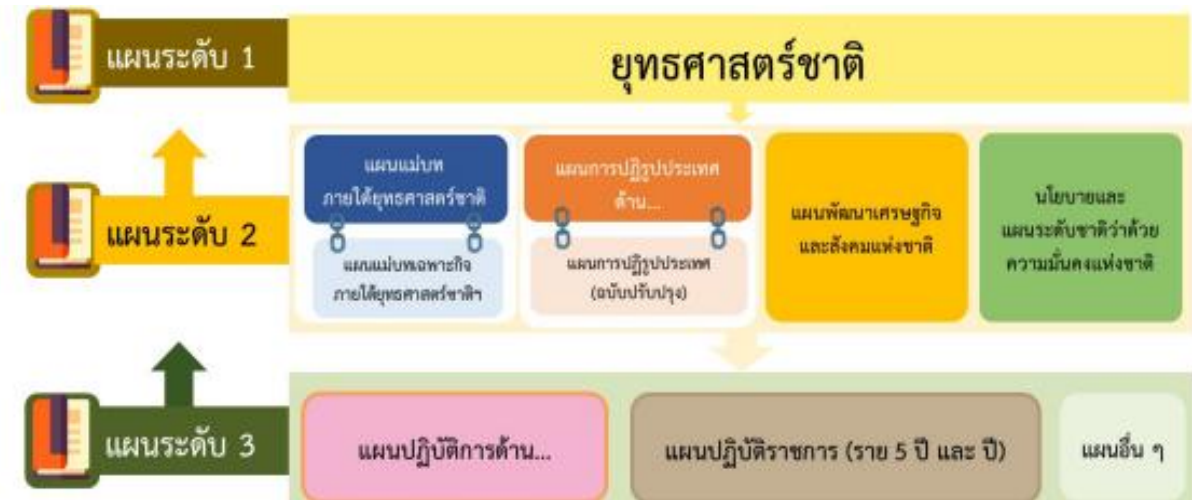 แผนระดับ 1
ยุทธศาสตร์ชาติ
แผนระดับ 2
แผนแม่บท
ภายใต้ยุทธศาสตร์ชาติ
แผนแม่บทเฉพาะกิจ
ภายใต้ยุทธศาสตร์ชาติฯ
แผนการปฏิรูปประเทศ
ด้าน...
แผนการปฏิรูปประเทศ
(ฉบับปรับปรุง)
แผนพัฒนาเศรษฐกิจ
และสังคมแห่งชาติ
นโยบายและ
แผนระดับชาติว่าด้วย
ความมั่นคงแห่งชาติ
แผนระดับ 3
แผนปฏิบัติการด้าน...
แผนปฏิบัติราชการ (ราย 5 ปี และ ปี)
แผนอื่น ๆ